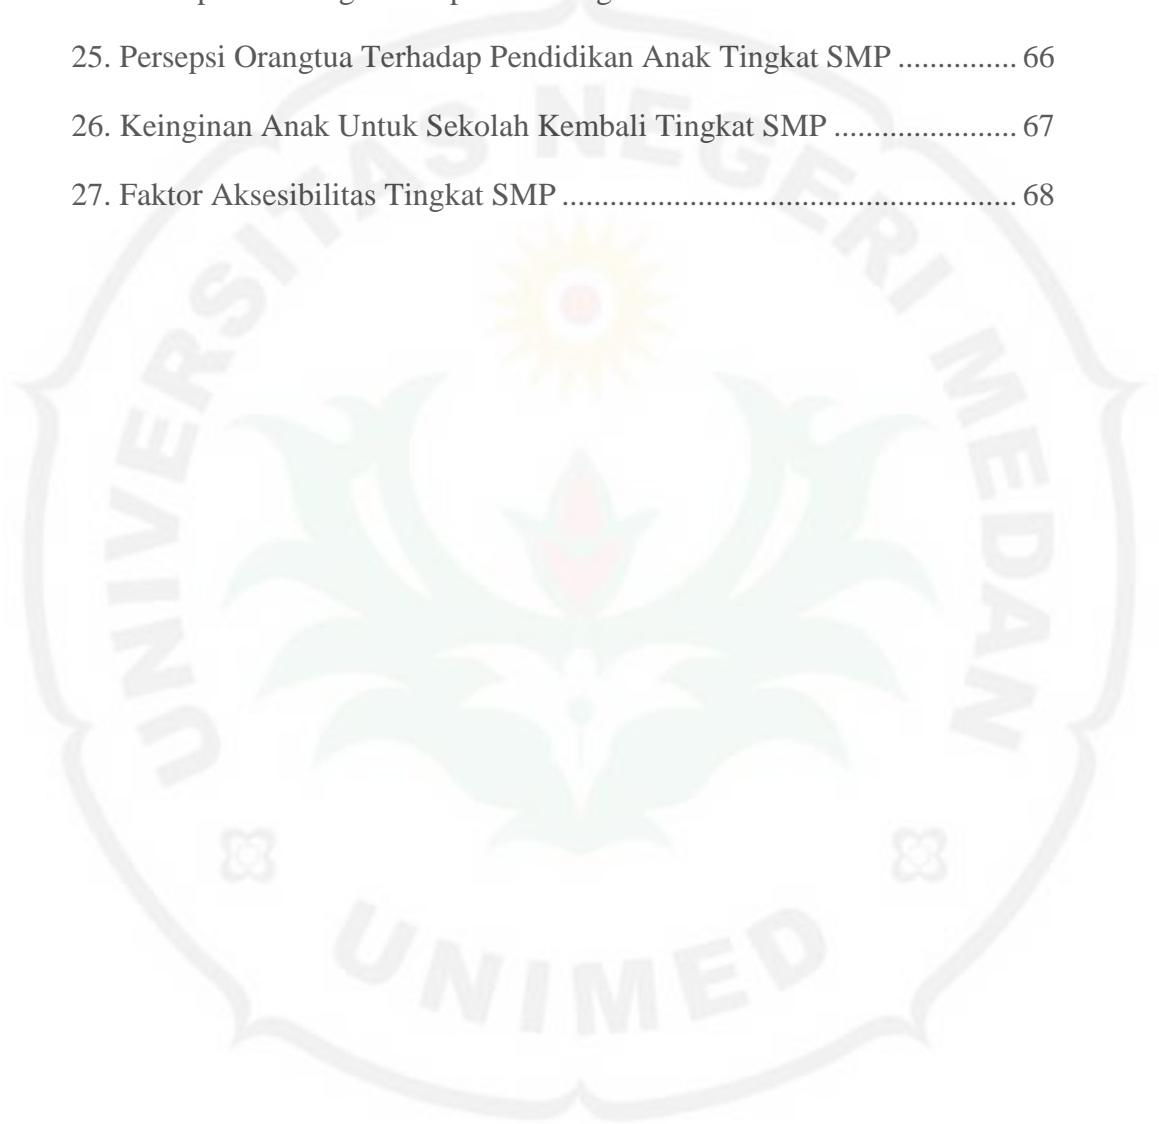 25. Persepsi Orangtua Terhadap Pendidikan Anak Tingkat SMP ............... 66
26. Keinginan Anak Untuk Sekolah Kembali Tingkat SMP ....................... 67
27. Faktor Aksesibilitas Tingkat SMP ......................................................... 68
UNIVERSITAS NEGERI MEDAN
UNIMED